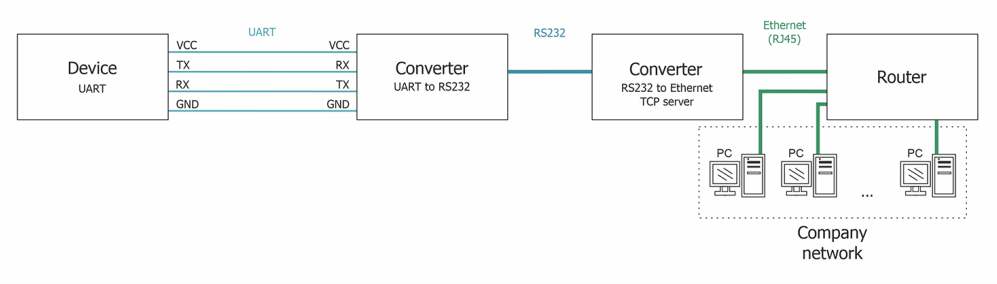 UART
RS232
Ethernet
(RJ45)
Device
UART
VCC
TX
RX
GND
VCC
RX
TX
GND
Converter
UART to RS232
Converter
RS232 to Ethernet
TCP server
Router
PC
PC
...
PC
Company
network